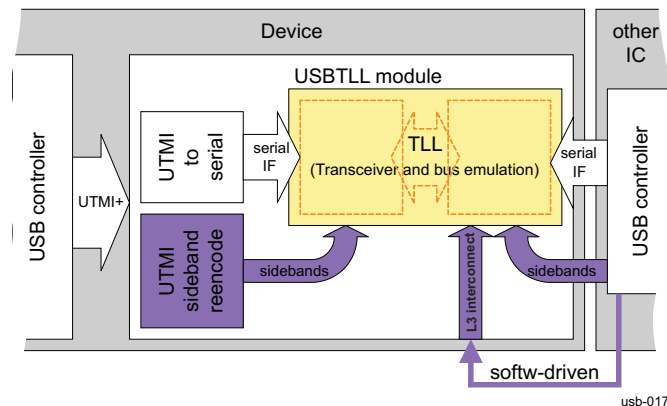 Device
other
IC
USBTLL module
USB controller
UTMI+
UTMI
to
serial
serial
IF
TLL
(Transceiver and bus emulation)
serial
IF
USB controller
UTMI
sideband
reencode
sidebands
L3 interconnect
sidebands
softw-driven
usb-017